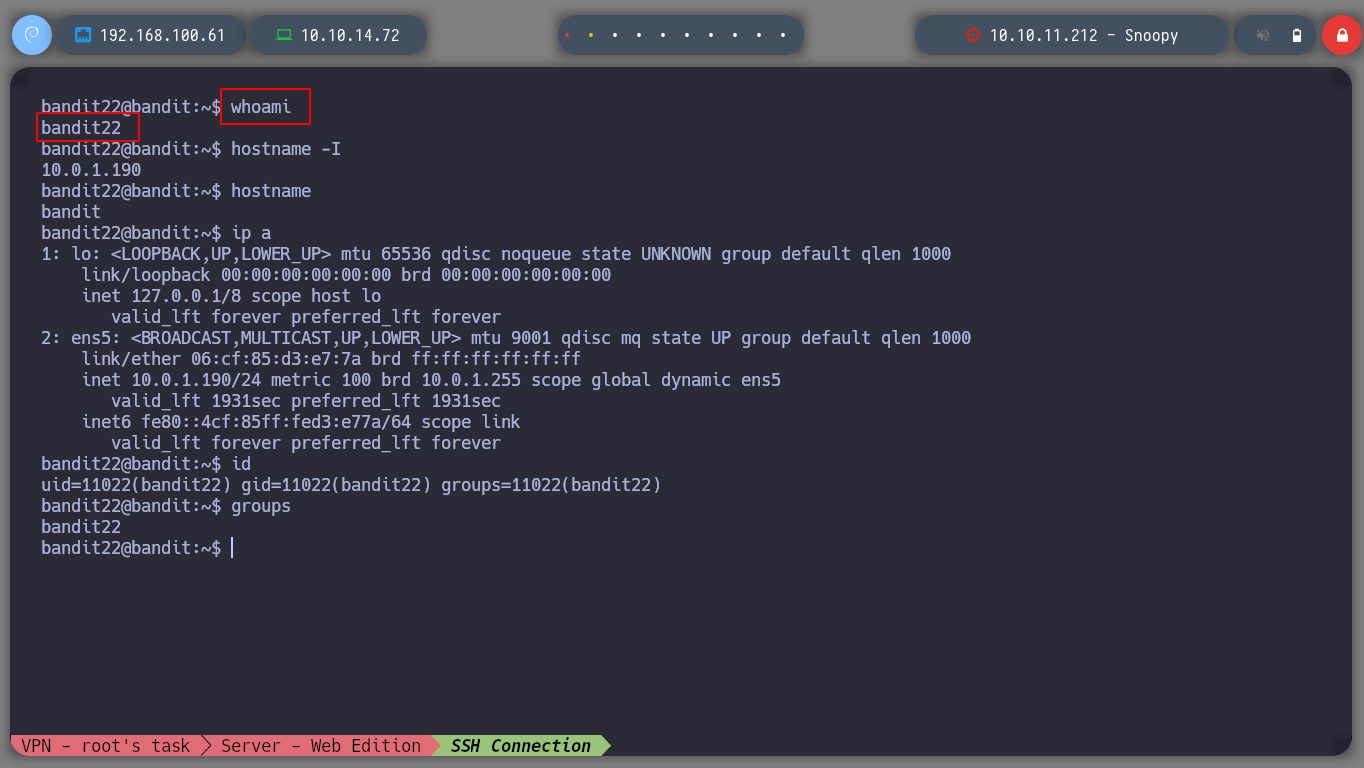 192.168.100.61 10.10.14.72 10.10.11.212 - Snoopy
bandit22@bandit:~$ whoami
bandit22
bandit22@bandit:~$ hostname -I
10.0.1.190
bandit22@bandit:~$ hostname
bandit
bandit22@bandit:~$ ip a
1: lo: <LOOPBACK,UP,LOWER_UP> mtu 65536 qdisc noqueue state UNKNOWN group default qlen 1000
    link/loopback 00:00:00:00:00:00 brd 00:00:00:00:00:00
    inet 127.0.0.1/8 scope host lo
       valid_lft forever preferred_lft forever
2: ens5: <BROADCAST,MULTICAST,UP,LOWER_UP> mtu 9001 qdisc mq state UP group default qlen 1000
    link/ether 06:cf:85:d3:e7:7a brd ff:ff:ff:ff:ff:ff
    inet 10.0.1.190/24 metric 100 brd 10.0.1.255 scope global dynamic ens5
       valid_lft 1931sec preferred_lft 1931sec
    inet6 fe80::4cf:85ff:fed3:e77a/64 scope link
       valid_lft forever preferred_lft forever
bandit22@bandit:~$ id
uid=11022(bandit22) gid=11022(bandit22) groups=11022(bandit22)
bandit22@bandit:~$ groups
bandit22
bandit22@bandit:~$
VPN - root's task Server - Web Edition SSH Connection